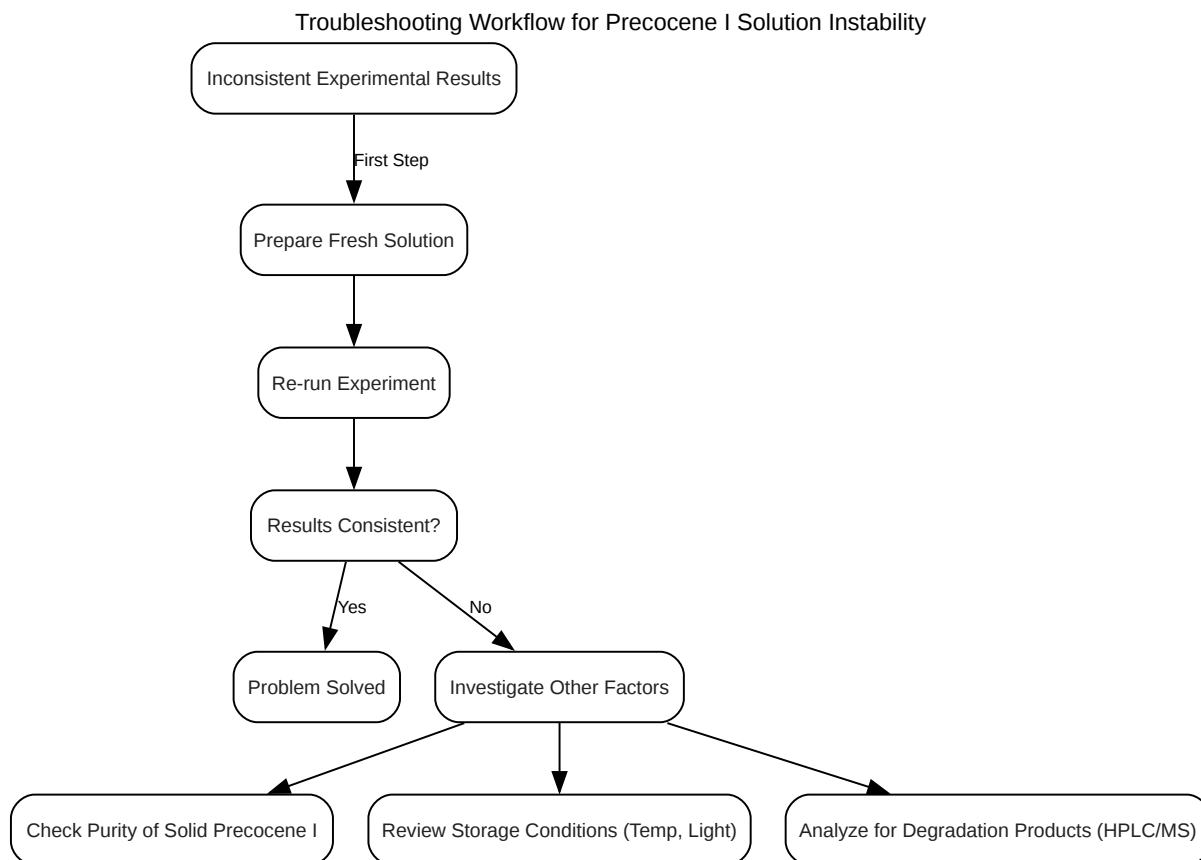 Troubleshooting Workflow for Precocene I Solution Instability
Inconsistent Experimental Results
First Step
Prepare Fresh Solution
Re-run Experiment
Results Consistent?
Yes
No
Problem Solved
Investigate Other Factors
Check Purity of Solid Precocene I
Review Storage Conditions (Temp, Light)
Analyze for Degradation Products (HPLC/MS)